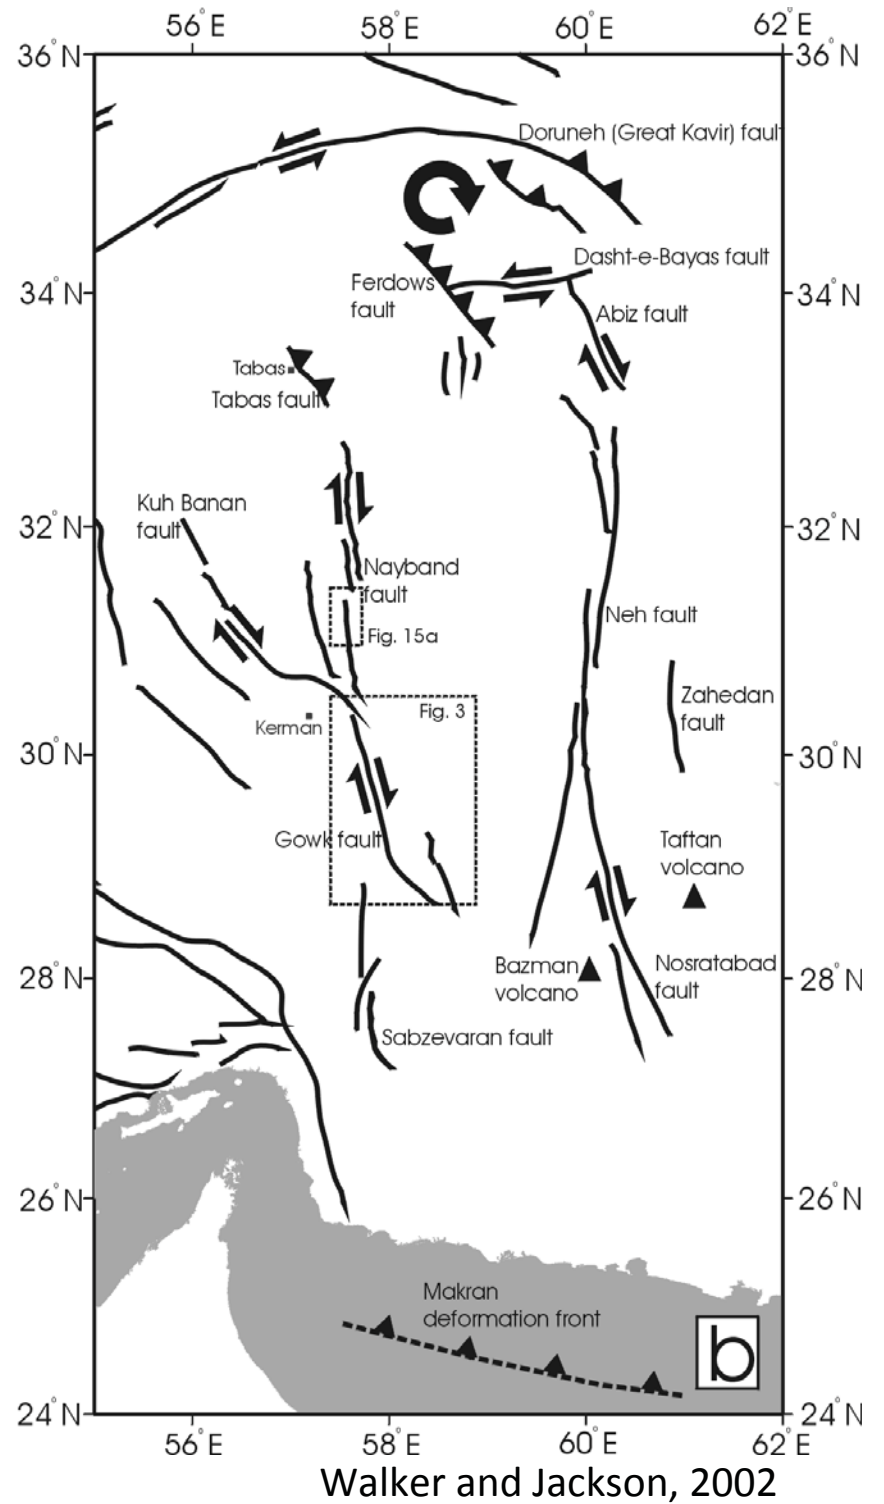 56°E 58°E 60°E 62°E
36°N 36°N
Doruneh (Great Kavir) fault
Dasht-e-Bayas fault
Ferdows
fault
34°N 34°N
Abiz fault
Tabas
Tabas fault
Kuh Banan
fault
32°N 32°N
Nayband
fault
Fig. 15a
Neh fault
Zahedan
fault
Fig. 3
Kerman
30°N 30°N
Gowk fault
Taftan
volcano
Bazman
volcano
Nosratabad
fault
28°N 28°N
Sabzevaran fault
26°N 26°N
Makran
deformation front
b
24°N 24°N
56°E 58°E 60°E 62°E
Walker and Jackson, 2002